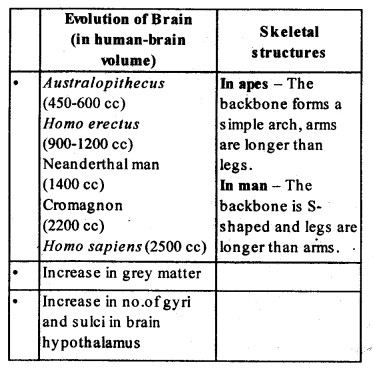 Evolution of Brain
(in human-brain
volume)
Skeletal
structures
• Australopithecus
(450-600 cc)
Homo erectus
(900-1200 cc)
Neanderthal man
(1400 cc)
Cromagnon
(2200 cc)
Homo sapiens (2500 cc)
In apes – The
backbone forms a
simple arch, arms
are longer than
legs.
In man – The
backbone is S-
shaped and legs are
longer than arms.
• Increase in grey matter
• Increase in no.of gyri
and sulci in brain
hypothalamus